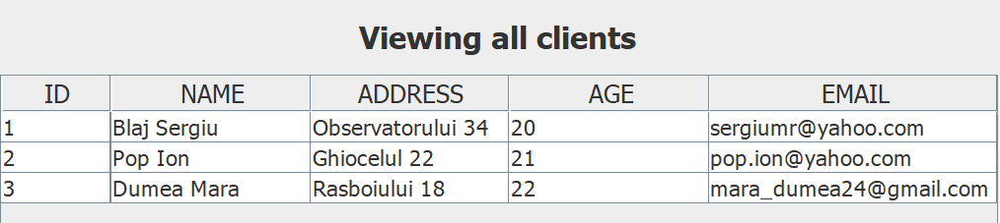 Viewing all clients
ID NAME ADDRESS AGE EMAIL
1 Blaj Sergiu Observatorului 34 20 sergiumr@yahoo.com
2 Pop Ion Ghiocelul 22 21 pop.ion@yahoo.com
3 Dumea Mara Rasboiului 18 22 mara_dumea24@gmail.com